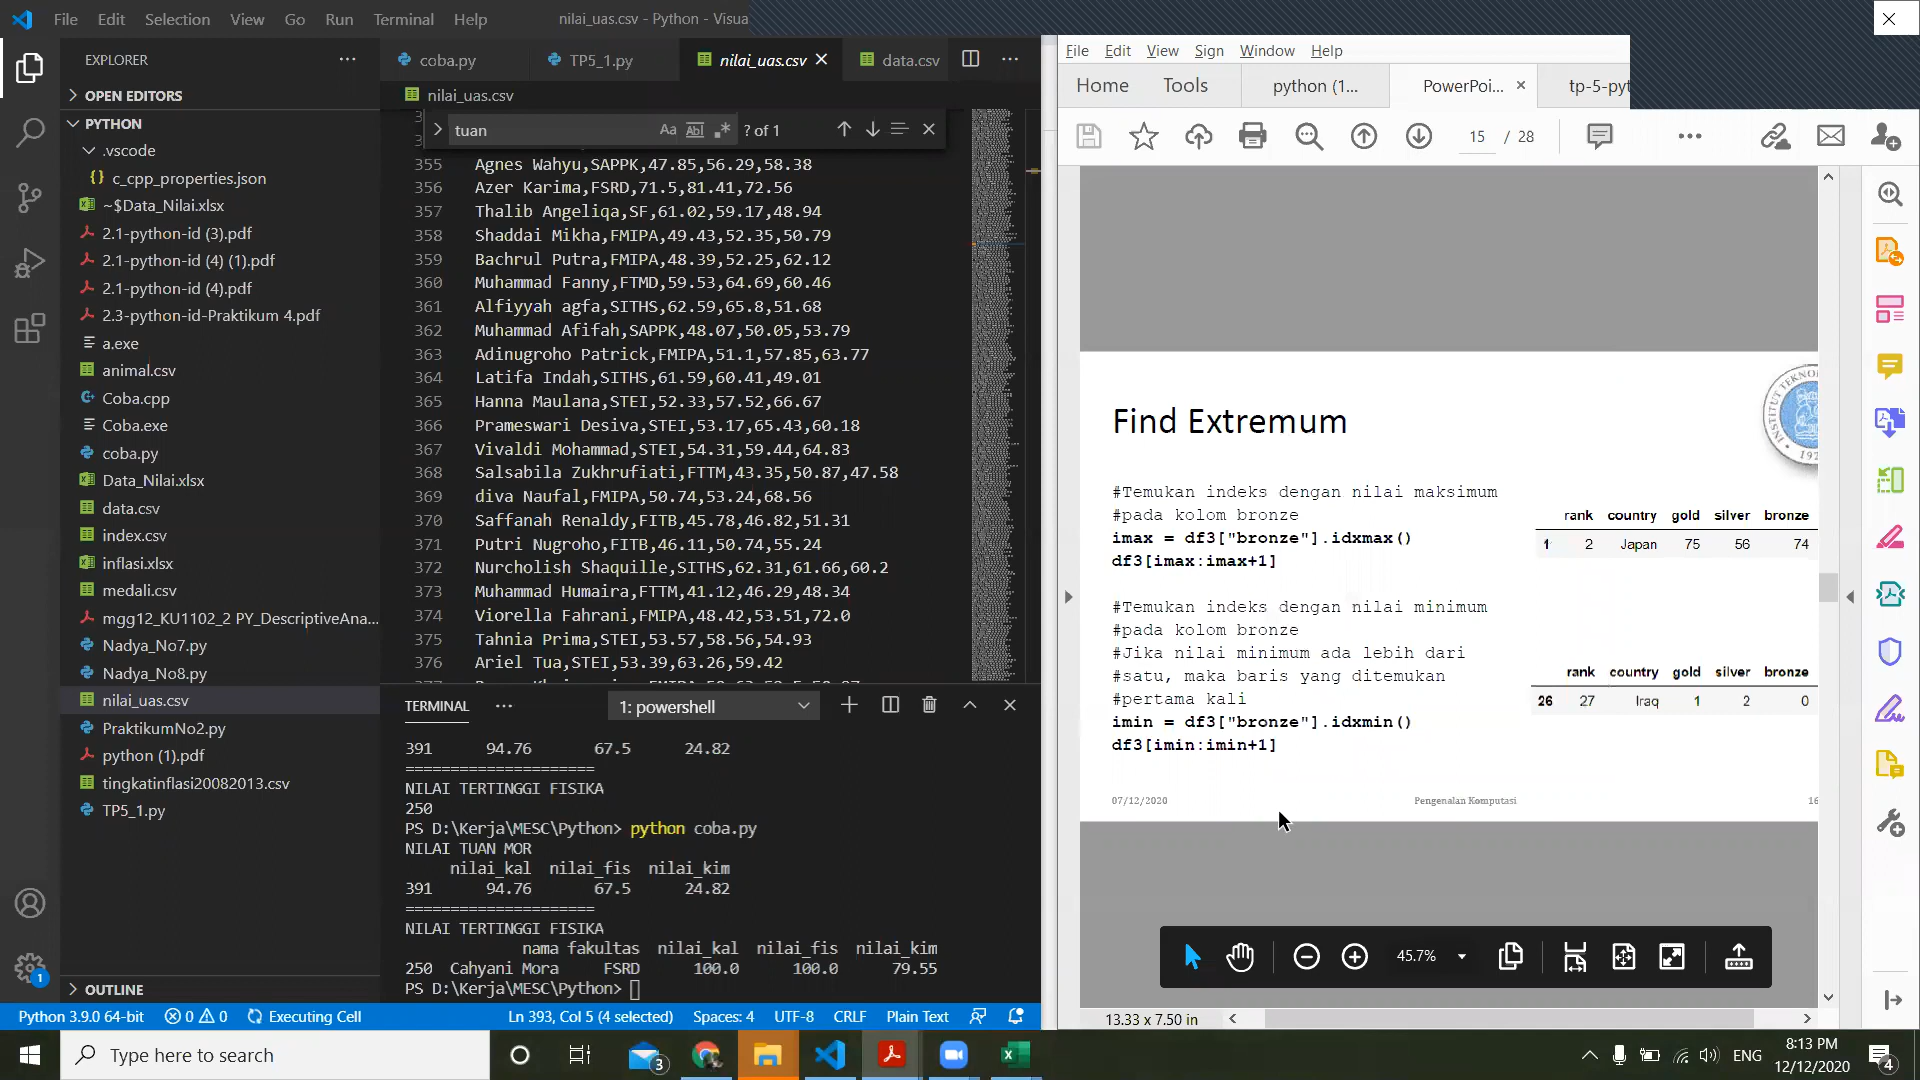 File Edit Selection View Go Run Terminal Help nilai_uas.csv - Python - Visua
EXPLORER
OPEN EDITORS
PYTHON
.vscode
{} c_cpp_properties.json
~$Data_Nilai.xlsx
2.1-python-id (3).pdf
2.1-python-id (4) (1).pdf
2.1-python-id (4).pdf
2.3-python-id-Praktikum 4.pdf
a.exe
animal.csv
Coba.cpp
Coba.exe
coba.py
Data_Nilai.xlsx
data.csv
index.csv
inflasi.xlsx
medali.csv
mgg12_KU1102_2 PY_DescriptiveAna...
Nadya_No7.py
Nadya_No8.py
nilai_uas.csv
PraktikumNo2.py
python (1).pdf
tingkatinflasi20082013.csv
TP5_1.py
OUTLINE
coba.py TP5_1.py nilai_uas.csv data.csv
nilai_uas.csv
tuan Aa Abl ? of 1
355 Agnes Wahyu,SAPPK,47.85,56.29,58.38
356 Azer Karima,FSRD,71.5,81.41,72.56
357 Thalib Angeliqa,SF,61.02,59.17,48.94
358 Shaddai Mikha,FMIPA,49.43,52.35,50.79
359 Bachrul Putra,FMIPA,48.39,52.25,62.12
360 Muhammad Fanny,FTMD,59.53,64.69,60.46
361 Alfiyyah agfa,SITHS,62.59,65.8,51.68
362 Muhammad Afifah,SAPPK,48.07,50.05,53.79
363 Adinugroho Patrick,FMIPA,51.1,57.85,63.77
364 Latifa Indah,SITHS,61.59,60.41,49.01
365 Hanna Maulana,STEI,52.33,57.52,66.67
366 Prameswari Desiva,STEI,53.17,65.43,60.18
367 Vivaldi Mohammad,STEI,54.31,59.44,64.83
368 Salsabila Zukhrufiati,FTTM,43.35,50.87,47.58
369 diva Naufal,FMIPA,50.74,53.24,68.56
370 Saffanah Renaldy,FITB,45.78,46.82,51.31
371 Putri Nugroho,FITB,46.11,50.74,55.24
372 Nurcholish Shaquille,SITHS,62.31,61.66,60.2
373 Muhammad Humaira,FTTM,41.12,46.29,48.34
374 Viorella Fahrani,FMIPA,48.42,53.51,72.0
375 Tahnia Prima,STEI,53.57,58.56,54.93
376 Ariel Tua,STEI,53.39,63.26,59.42
TERMINAL 1: powershell
391 94.76 67.5 24.82
=====================
NILAI TERTINGGI FISIKA
250
PS D:\Kerja\MESC\Python> python coba.py
NILAI TUAN MOR
nilai_kal nilai_fis nilai_kim
391 94.76 67.5 24.82
=====================
NILAI TERTINGGI FISIKA
nama fakultas nilai_kal nilai_fis nilai_kim
250 Cahyani Mora FSRD 100.0 100.0 79.55
PS D:\Kerja\MESC\Python>
Python 3.9.0 64-bit 0 0 Executing Cell Ln 393, Col 5 (4 selected) Spaces: 4 UTF-8 CRLF Plain Text
File Edit View Sign Window Help
Home Tools python (1... PowerPoi... tp-5-pyt
15 / 28
Find Extremum
#Temukan indeks dengan nilai maksimum
#pada kolom bronze
imax = df3["bronze"].idxmax()
df3[imax:imax+1]
rank country gold silver bronze
1 2 Japan 75 56 74
#Temukan indeks dengan nilai minimum
#pada kolom bronze
#Jika nilai minimum ada lebih dari
#satu, maka baris yang ditemukan
#pertama kali
imin = df3["bronze"].idxmin()
df3[imin:imin+1]
rank country gold silver bronze
26 27 Iraq 1 2 0
07/12/2020 Pengenalan Komputasi 16
45.7%
13.33 x 7.50 in
Type here to search
3
ENG
8:13 PM
12/12/2020
4